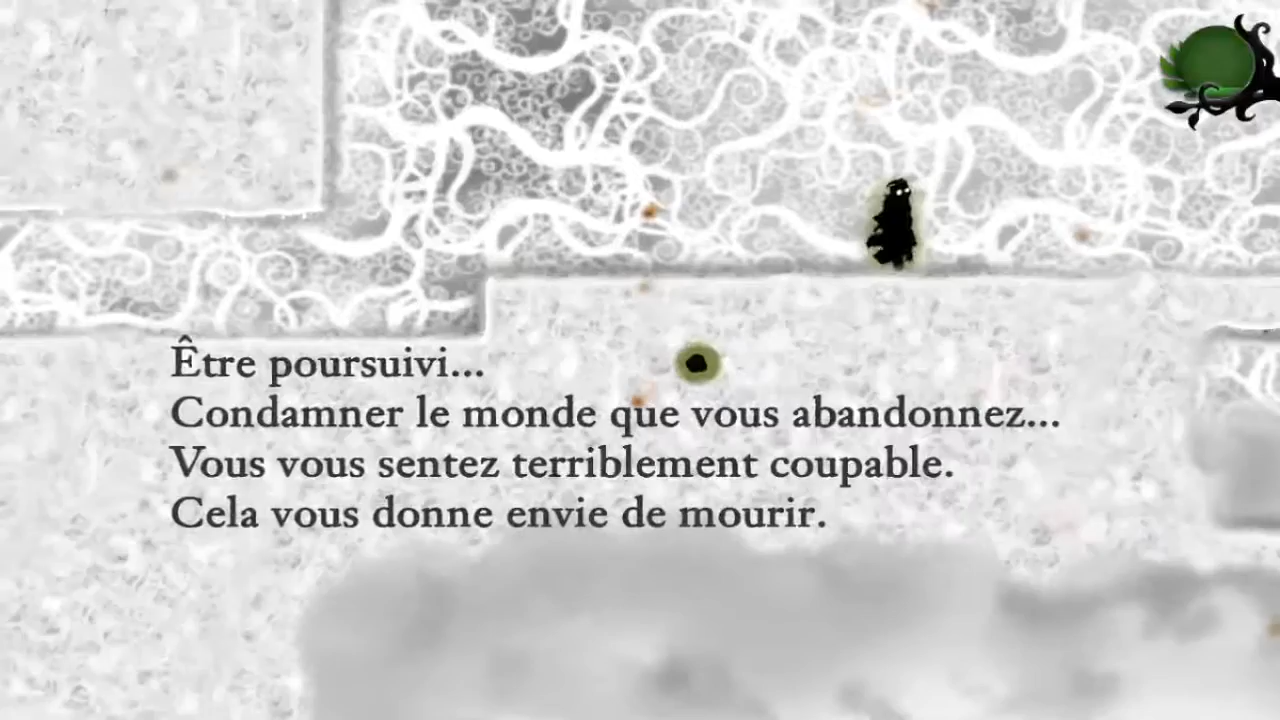 Être poursuivi...
Condamner le monde que vous abandonnez...
Vous vous sentez terriblement coupable.
Cela vous donne envie de mourir.